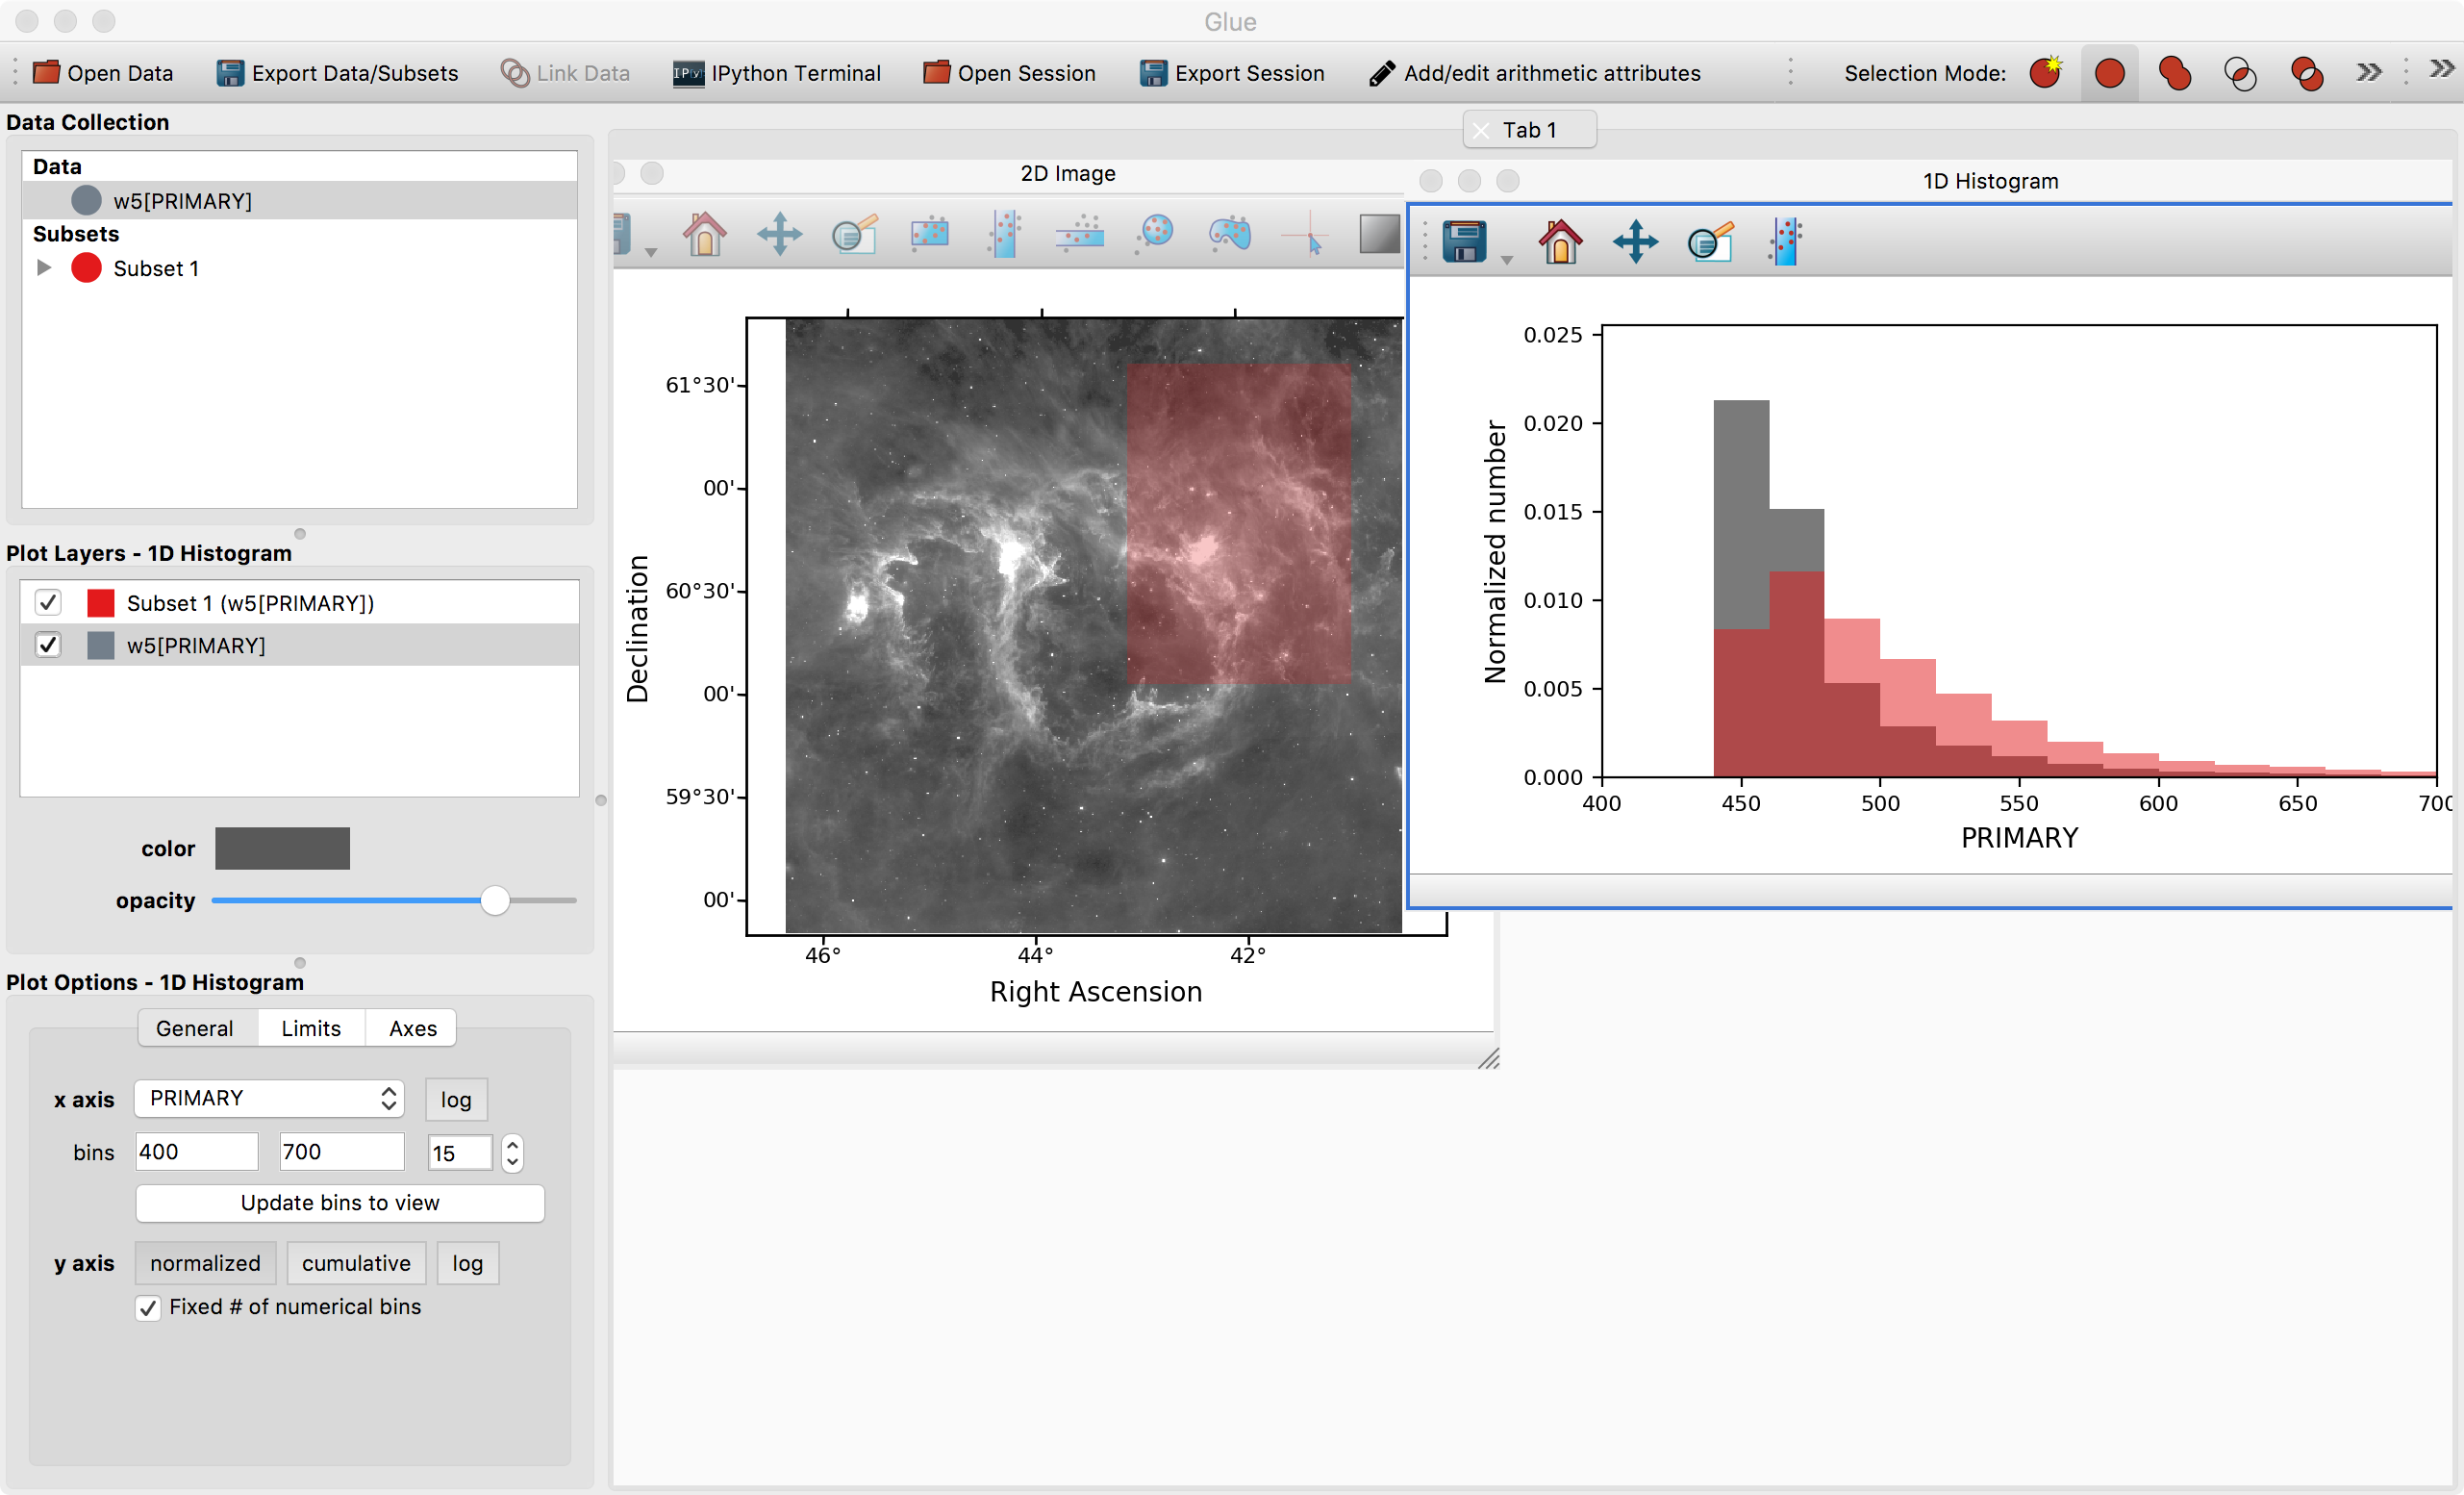 Glue
Open Data Export Data/Subsets Link Data IPython Terminal Open Session Export Session Add/edit arithmetic attributes Selection Mode:
Data Collection
Data
w5[PRIMARY]
Subsets
Subset 1
Plot Layers - 1D Histogram
Subset 1 (w5[PRIMARY])
w5[PRIMARY]
color
opacity
Plot Options - 1D Histogram
General Limits Axes
x axis PRIMARY log
bins 400 700 15
Update bins to view
y axis normalized cumulative log
Fixed # of numerical bins
Tab 1
2D Image
61°30'
00'
60°30'
00'
59°30'
00'
Declination
46° 44° 42°
Right Ascension
1D Histogram
0.025
0.020
0.015
0.010
0.005
0.000
Normalized number
400 450 500 550 600 650 700
PRIMARY